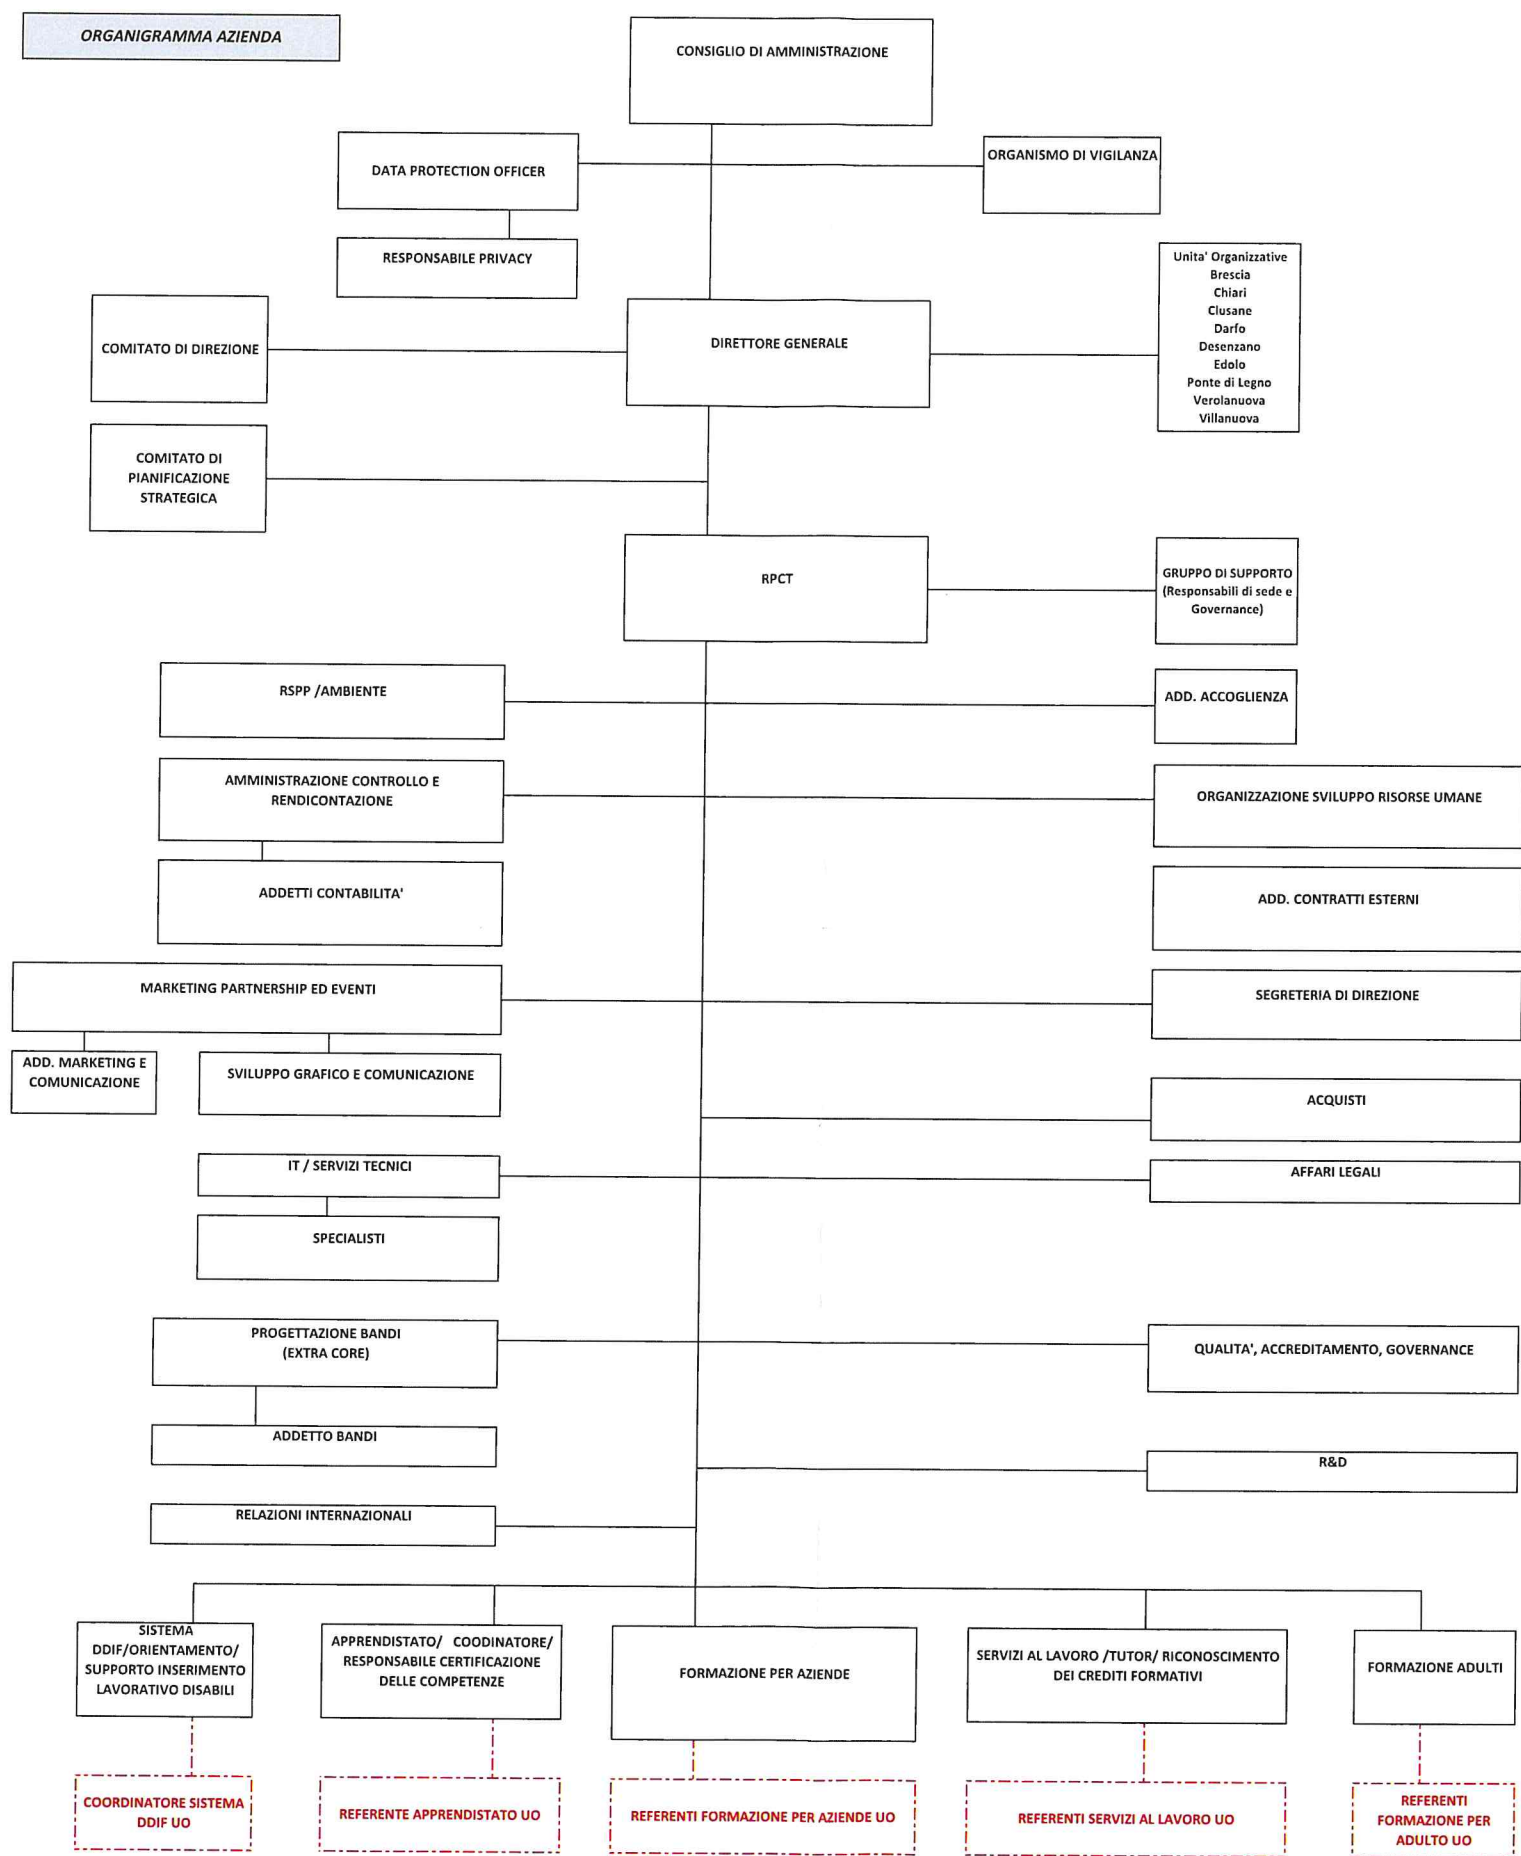 ORGANIGRAMMA AZIENDA
CONSIGLIO DI AMMINISTRAZIONE
DATA PROTECTION OFFICER
ORGANISMO DI VIGILANZA
RESPONSABILE PRIVACY
Unita' Organizzative
Brescia
Chiari
Clusane
Darfo
Desenzano
Edolo
Ponte di Legno
Verolanuova
Villanuova
COMITATO DI DIREZIONE
DIRETTORE GENERALE
COMITATO DI
PIANIFICAZIONE
STRATEGICA
RPCT
GRUPPO DI SUPPORTO
(Responsabili di sede e
Governance)
RSPP /AMBIENTE
ADD. ACCOGLIENZA
AMMINISTRAZIONE CONTROLLO E
RENDICONTAZIONE
ORGANIZZAZIONE SVILUPPO RISORSE UMANE
ADDETTI CONTABILITA'
ADD. CONTRATTI ESTERNI
MARKETING PARTNERSHIP ED EVENTI
SEGRETERIA DI DIREZIONE
ADD. MARKETING E
COMUNICAZIONE
SVILUPPO GRAFICO E COMUNICAZIONE
ACQUISTI
IT / SERVIZI TECNICI
AFFARI LEGALI
SPECIALISTI
PROGETTAZIONE BANDI
(EXTRA CORE)
QUALITA', ACCREDITAMENTO, GOVERNANCE
ADDETTO BANDI
R&D
RELAZIONI INTERNAZIONALI
SISTEMA
DDIF/ORIENTAMENTO/
SUPPORTO INSERIMENTO
LAVORATIVO DISABILI
APPRENDISTATO/ COODINATORE/
RESPONSABILE CERTIFICAZIONE
DELLE COMPETENZE
FORMAZIONE PER AZIENDE
SERVIZI AL LAVORO /TUTOR/ RICONOSCIMENTO
DEI CREDITI FORMATIVI
FORMAZIONE ADULTI
COORDINATORE SISTEMA
DDIF UO
REFERENTE APPRENDISTATO UO
REFERENTI FORMAZIONE PER AZIENDE UO
REFERENTI SERVIZI AL LAVORO UO
REFERENTI
FORMAZIONE PER
ADULTO UO